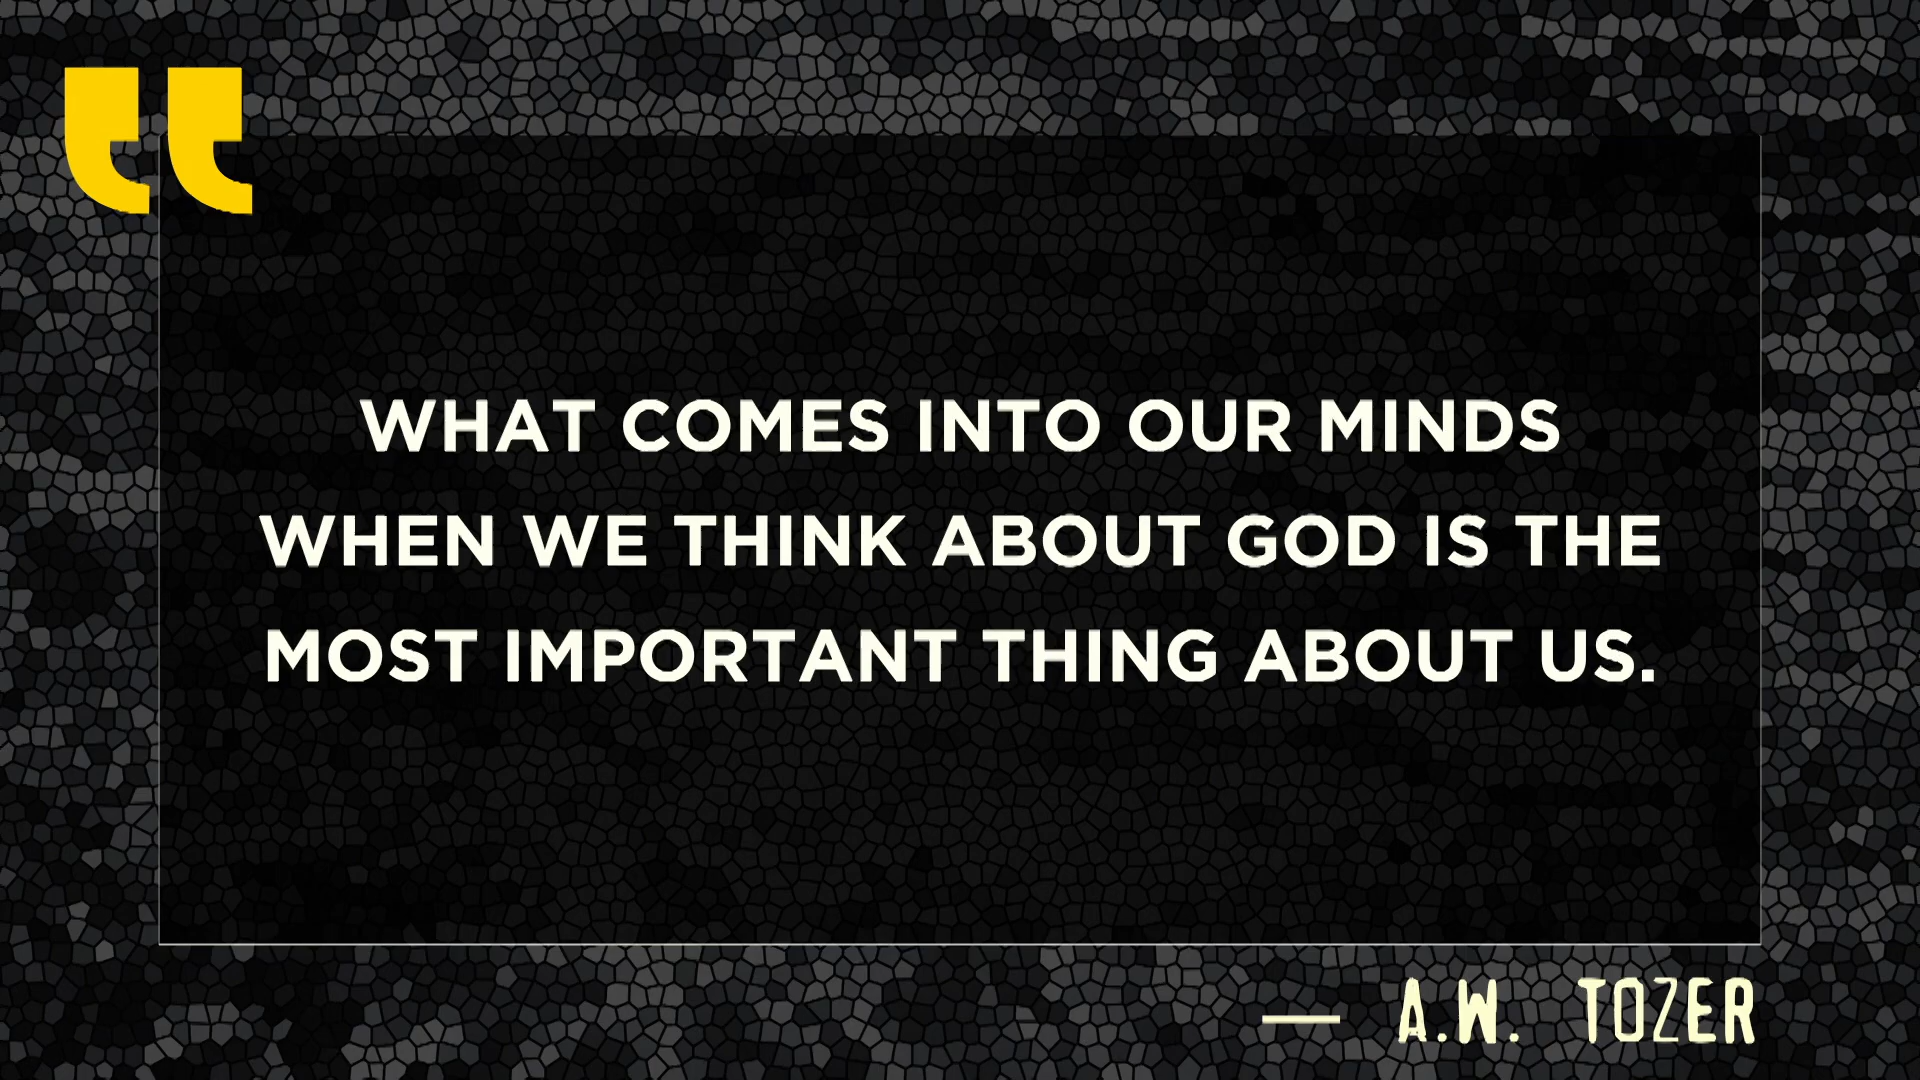 WHAT COMES INTO OUR MINDS
WHEN WE THINK ABOUT GOD IS THE
MOST IMPORTANT THING ABOUT US.
— A.W. TOZER